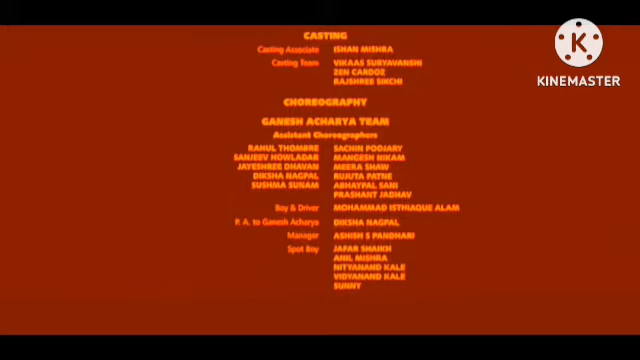 CASTING
Casting Associate ISHAN MISHRA
Casting Team VIKAAS SURYAVANSHI
ZEN CARDOZ
RAJSHREE SIKCHI
CHOREOGRAPHY
GANESH ACHARYA TEAM
Assistant Choreographers
RAHUL THOMBRE SACHIN POOJARY
SANJEEV HOWLADAR MANGESH NIKAM
JAYESHREE DHAVAN MEERA SHAW
DIKSHA NAGPAL RUJUTA PATNE
SUSHMA SUNAM ABHAYPAL SANI
PRASHANT JADHAV
Boy & Driver MOHAMMAD ISTHIAQUE ALAM
P. A. to Ganesh Acharya DIKSHA NAGPAL
Manager ASHISH S PANDHARI
Spot Boy JAFAR SHAIKH
ANIL MISHRA
NITYANAND KALE
VIDYANAND KALE
SUNNY
K
KINEMASTER